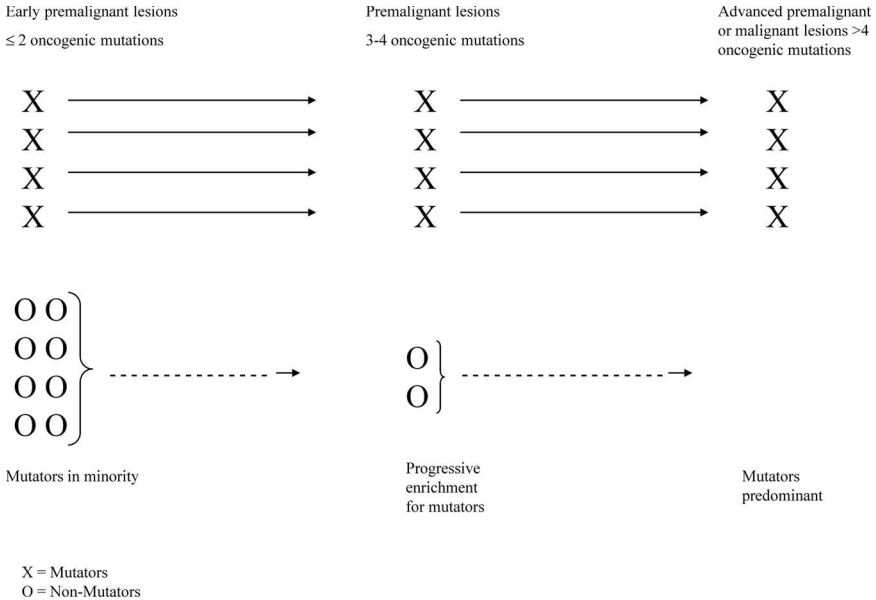 Early premalignant lesions
≤ 2 oncogenic mutations
Premalignant lesions
3-4 oncogenic mutations
Advanced premalignant
or malignant lesions >4
oncogenic mutations
X X X
X X X
X X X
X X X
O O
O O
O O
O O
O
O
Mutators in minority
Progressive
enrichment
for mutators
Mutators
predominant
X = Mutators
O = Non-Mutators